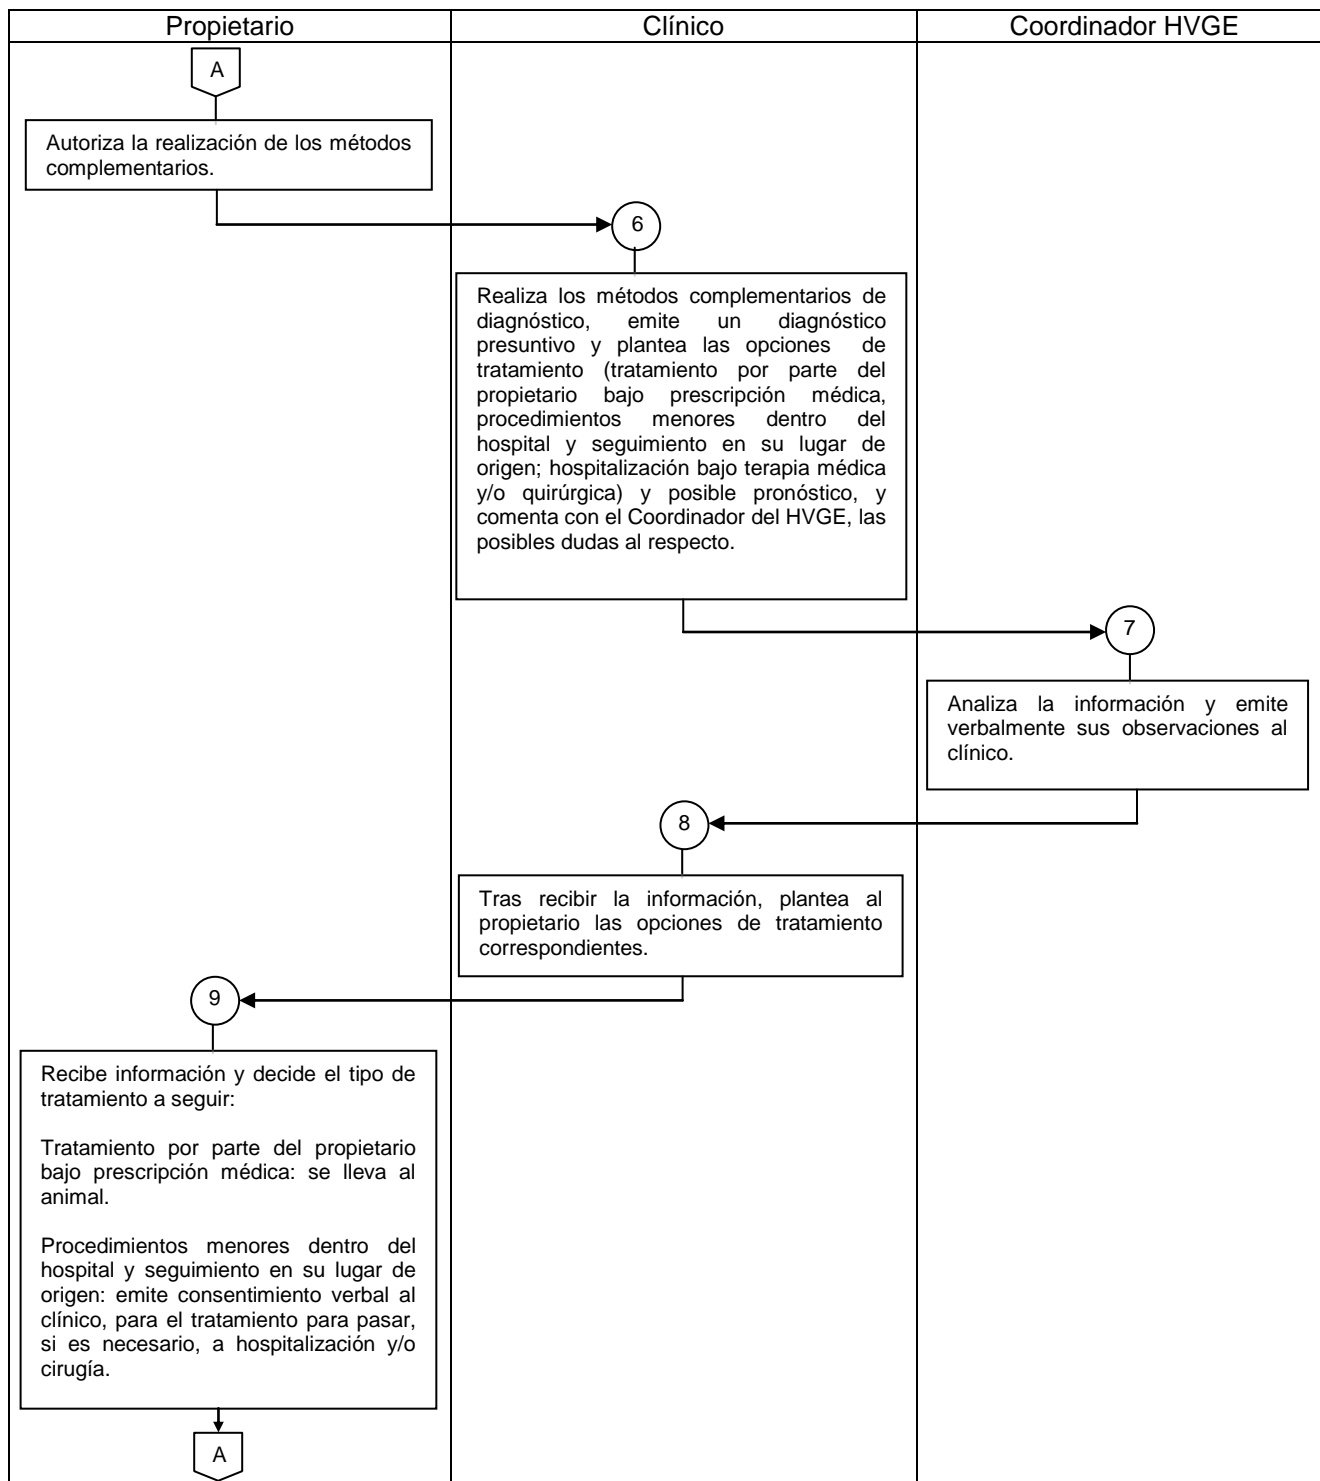 Propietario
Clínico
Coordinador HVGE
A
Autoriza la realización de los métodos
complementarios.
6
Realiza los métodos complementarios de
diagnóstico, emite un diagnóstico
presuntivo y plantea las opciones de
tratamiento (tratamiento por parte del
propietario bajo prescripción médica,
procedimientos menores dentro del
hospital y seguimiento en su lugar de
origen; hospitalización bajo terapia médica
y/o quirúrgica) y posible pronóstico, y
comenta con el Coordinador del HVGE, las
posibles dudas al respecto.
7
Analiza la información y emite
verbalmente sus observaciones al
clínico.
8
Tras recibir la información, plantea al
propietario las opciones de tratamiento
correspondientes.
9
Recibe información y decide el tipo de
tratamiento a seguir:
Tratamiento por parte del propietario
bajo prescripción médica: se lleva al
animal.
Procedimientos menores dentro del
hospital y seguimiento en su lugar de
origen: emite consentimiento verbal al
clínico, para el tratamiento para pasar,
si es necesario, a hospitalización y/o
cirugía.
A